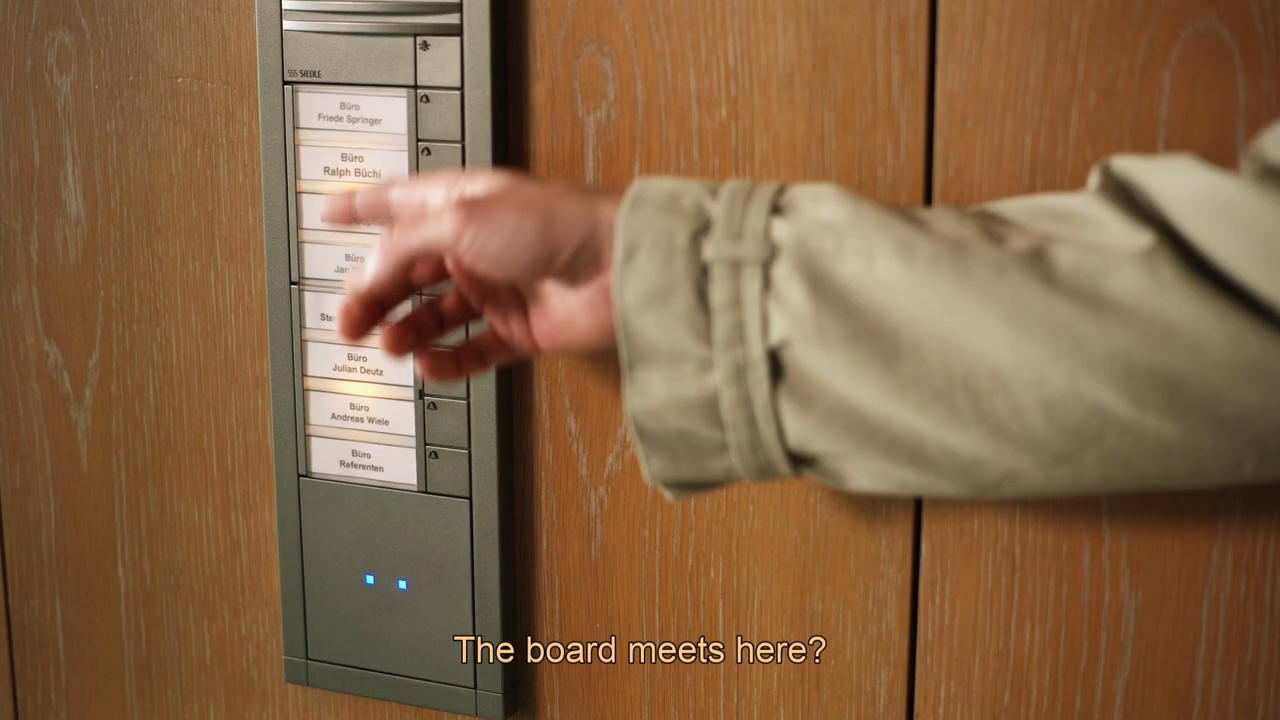 SSS SIEDLE
Büro
Friede Springer
Büro
Ralph Büchi
Büro
Büro
Julian Deutz
Büro
Andreas Wiele
Büro
Referenten
The board meets here?